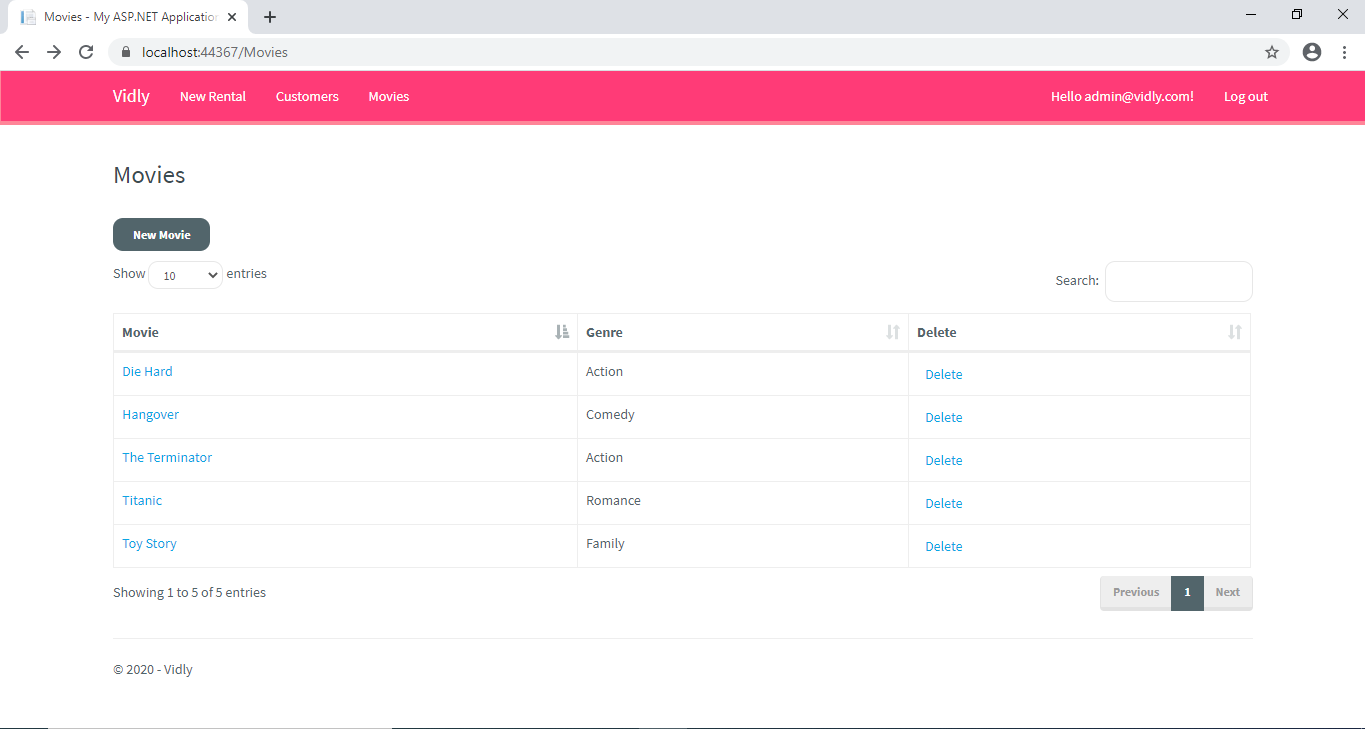 Movies - My ASP.NET Application
localhost:44367/Movies
Vidly New Rental Customers Movies Hello admin@vidly.com! Log out
Movies
New Movie
Show 10 entries Search:
Movie Genre Delete
Die Hard Action Delete
Hangover Comedy Delete
The Terminator Action Delete
Titanic Romance Delete
Toy Story Family Delete
Showing 1 to 5 of 5 entries Previous 1 Next
© 2020 - Vidly